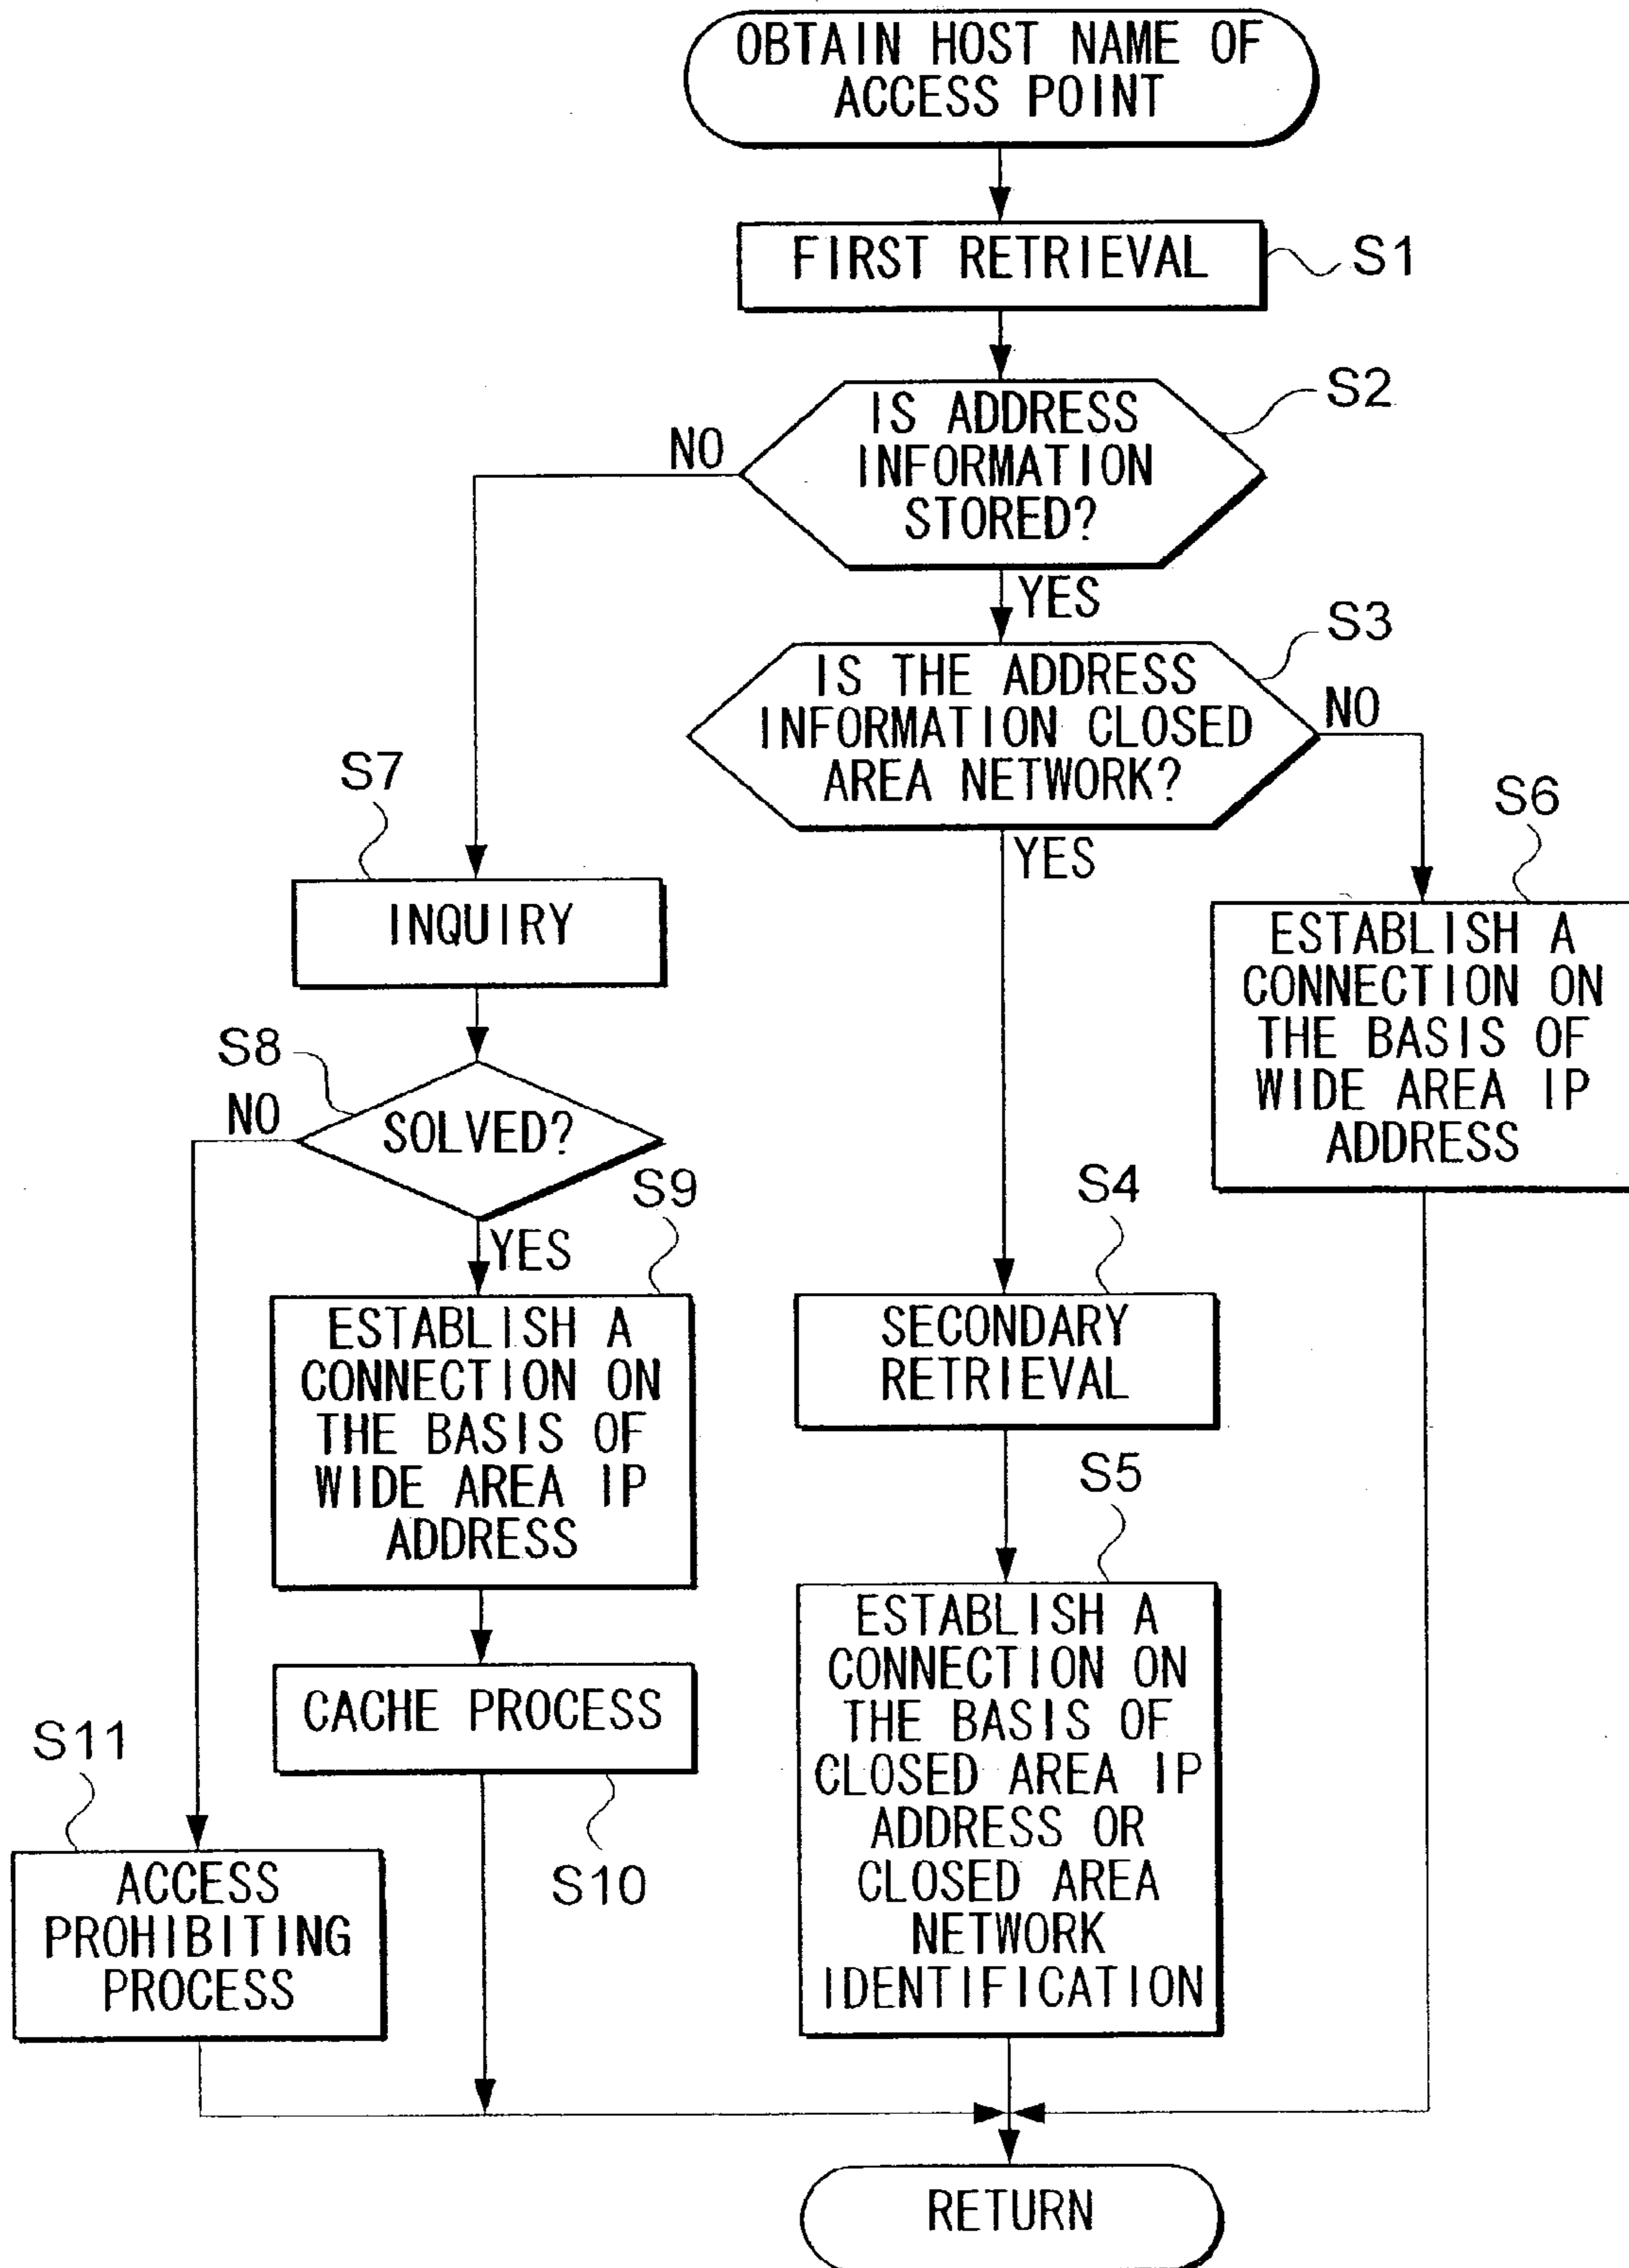 OBTAIN HOST NAME OF
ACCESS POINT
FIRST RETRIEVAL
S1
IS ADDRESS
INFORMATION
STORED?
S2
NO
YES
IS THE ADDRESS
INFORMATION CLOSED
AREA NETWORK?
S3
NO
YES
S7
INQUIRY
S6
ESTABLISH A
CONNECTION ON
THE BASIS OF
WIDE AREA IP
ADDRESS
S8
NO
SOLVED?
YES
S9
ESTABLISH A
CONNECTION ON
THE BASIS OF
WIDE AREA IP
ADDRESS
S4
SECONDARY
RETRIEVAL
S5
ESTABLISH A
CONNECTION ON
THE BASIS OF
CLOSED AREA IP
ADDRESS OR
CLOSED AREA
NETWORK
IDENTIFICATION
CACHE PROCESS
S10
S11
ACCESS
PROHIBITING
PROCESS
RETURN